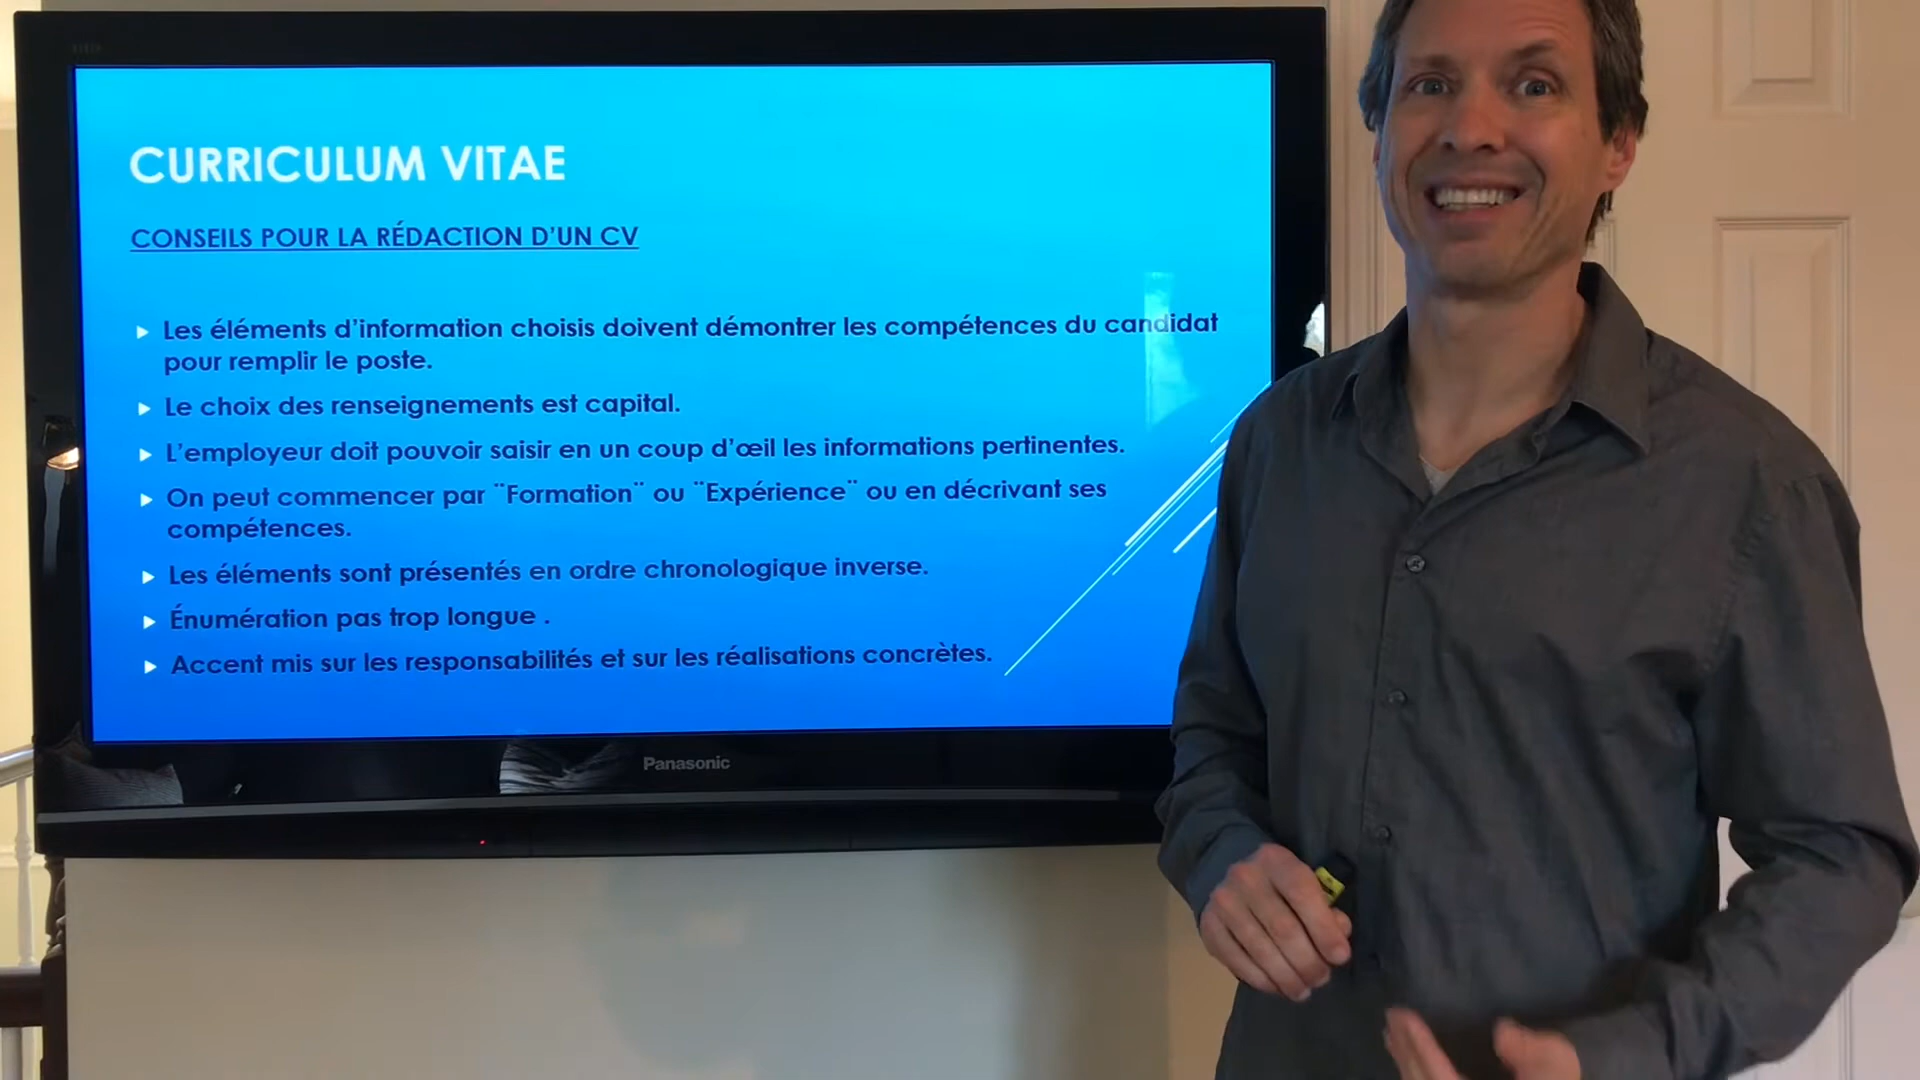 CURRICULUM VITAE
CONSEILS POUR LA RÉDACTION D'UN CV
Les éléments d'information choisis doivent démontrer les compétences du candidat
pour remplir le poste.
Le choix des renseignements est capital.
L'employeur doit pouvoir saisir en un coup d'œil les informations pertinentes.
On peut commencer par ¨Formation¨ ou ¨Expérience¨ ou en décrivant ses
compétences.
Les éléments sont présentés en ordre chronologique inverse.
Énumération pas trop longue .
Accent mis sur les responsabilités et sur les réalisations concrètes.
Panasonic